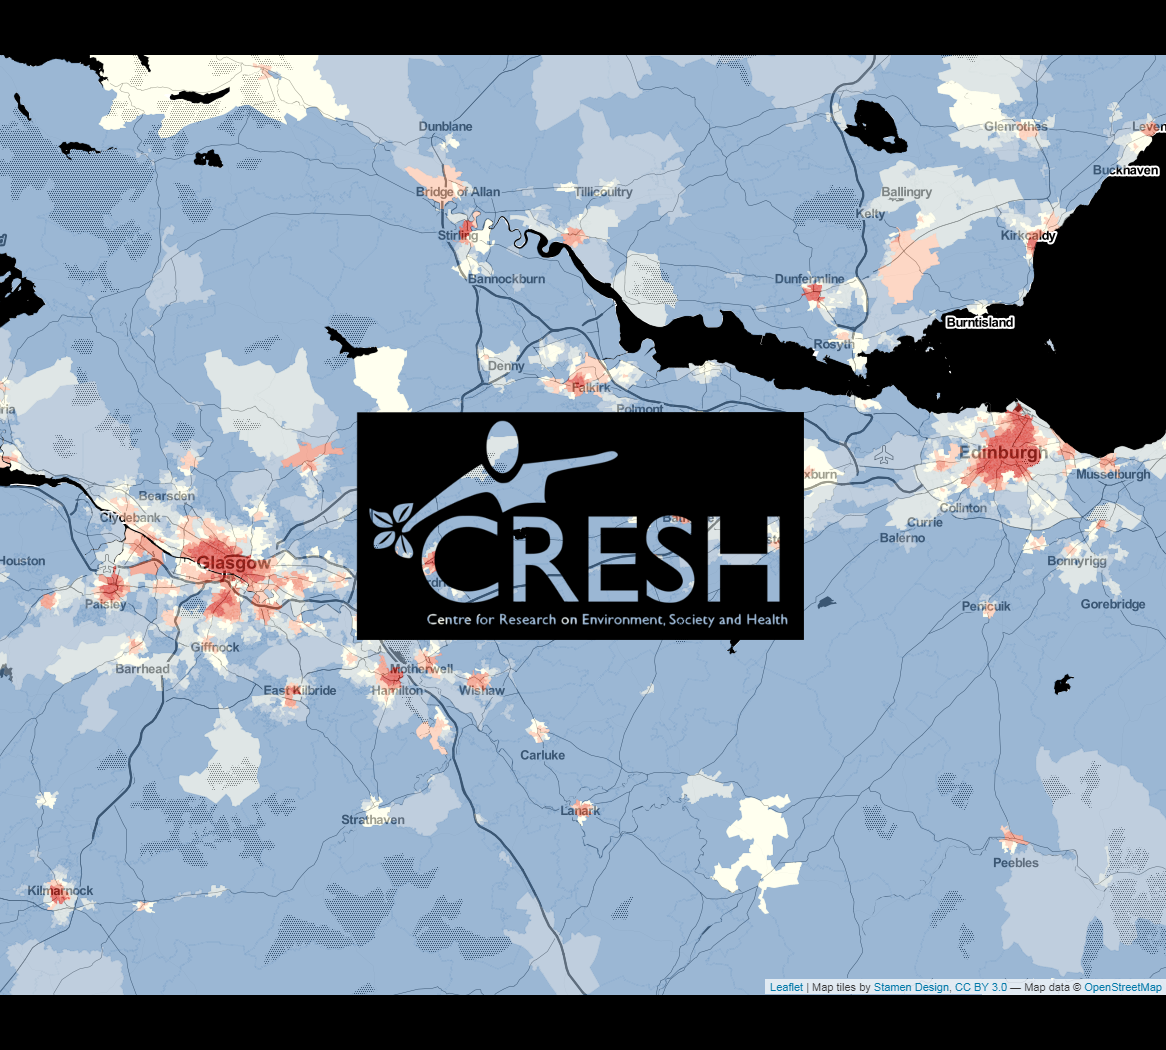 Dunblane
Glenrothes
Leven
Bucknaven
Bridge of Allan
Tillicoultry
Ballingry
Kelty
Stirling
Kirkcaldy
Bannockburn
Dunfermline
Burntisland
Rosyth
Denny
Falkirk
Polmont
Edinburgh
Musselburgh
Bearsden
Clydebank
Colinton
Currie
Balerno
Houston
Glasgow
Bonnyrigg
Paisley
Penicuik
Gorebridge
CRESH
Centre for Research on Environment, Society and Health
Giffnock
Barrhead
Motherwell
East Kilbride
Hamilton
Wishaw
Carluke
Strathaven
Lanark
Peebles
Kilmarnock
Leaflet | Map tiles by Stamen Design, CC BY 3.0 — Map data © OpenStreetMap